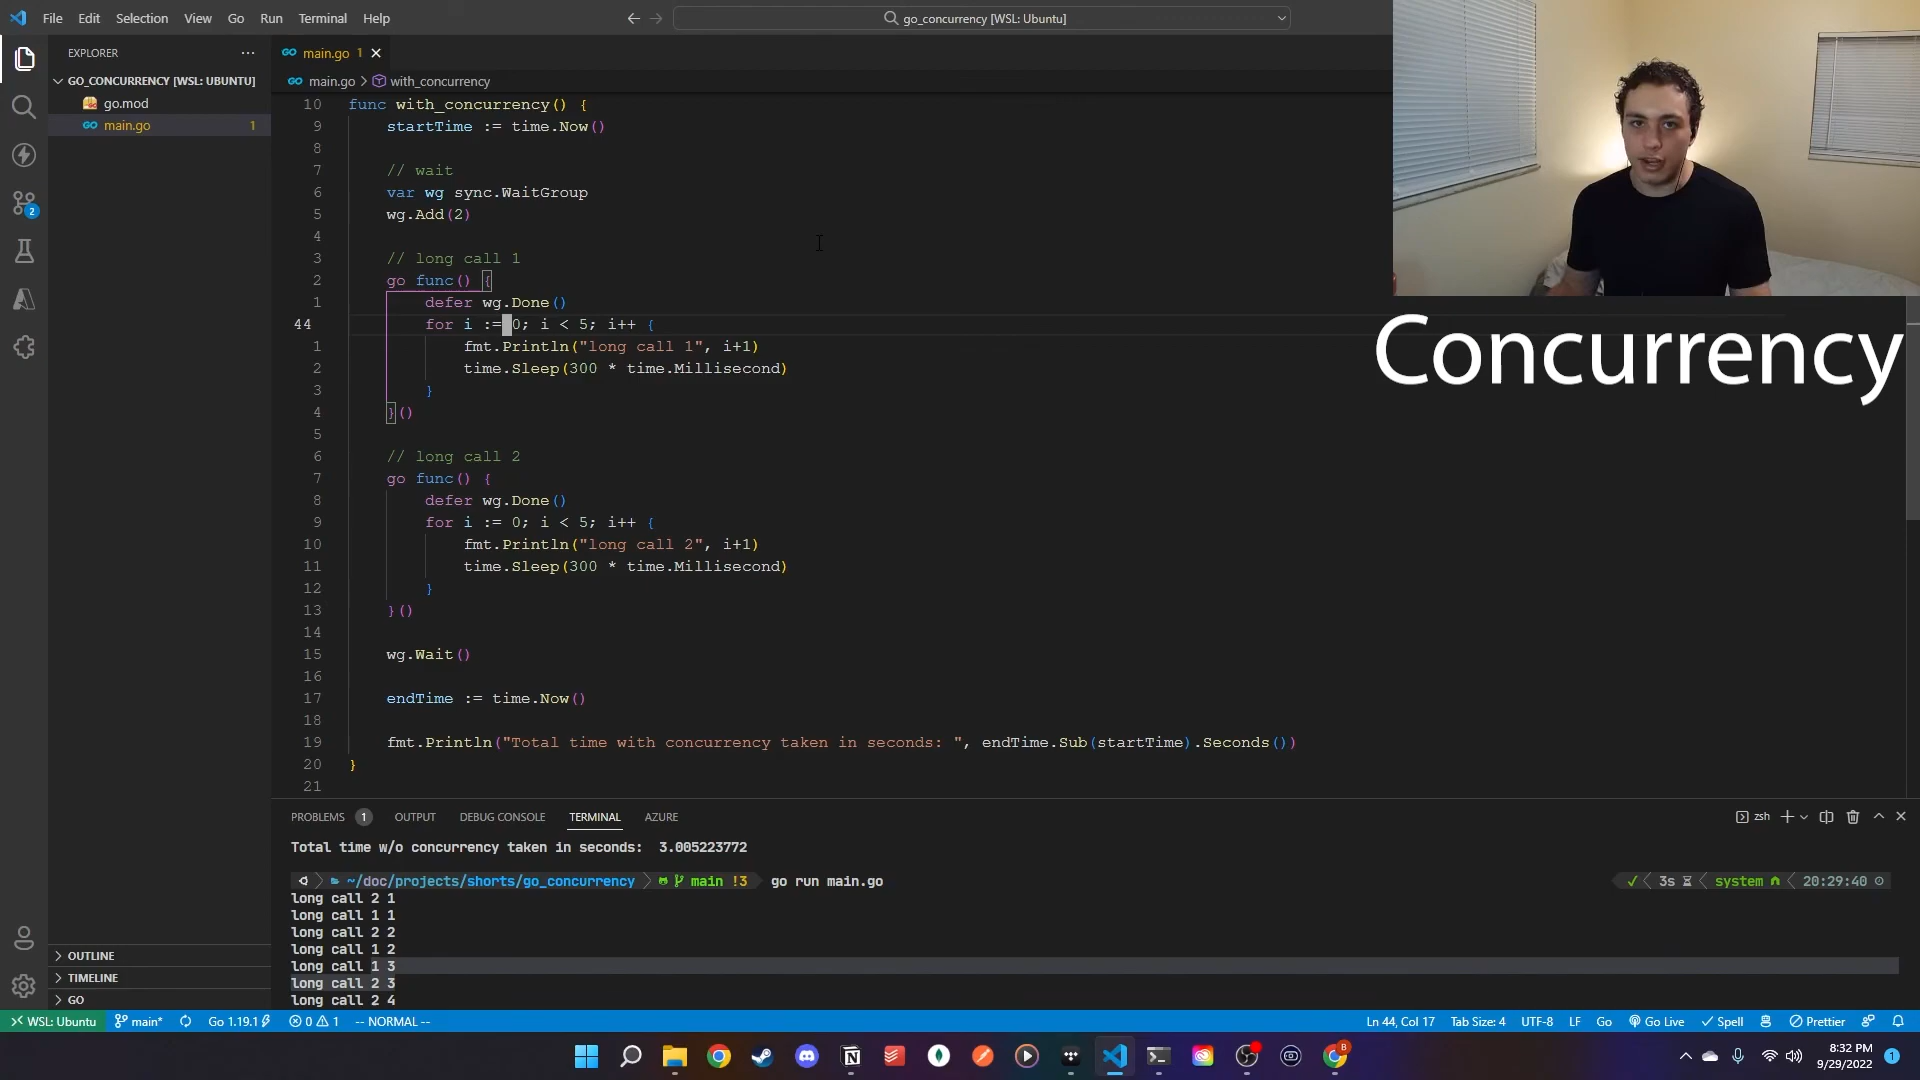 File Edit Selection View Go Run Terminal Help
go_concurrency [WSL: Ubuntu]
EXPLORER
GO_CONCURRENCY [WSL: UBUNTU]
go.mod
main.go 1
2
OUTLINE
TIMELINE
GO
main.go 1
main.go > with_concurrency
10 func with_concurrency() {
9 startTime := time.Now()
8
7 // wait
6 var wg sync.WaitGroup
5 wg.Add(2)
4
3 // long call 1
2 go func() {
1 defer wg.Done()
44 for i := 0; i < 5; i++ {
1 fmt.Println("long call 1", i+1)
2 time.Sleep(300 * time.Millisecond)
3 }
4 }()
5
6 // long call 2
7 go func() {
8 defer wg.Done()
9 for i := 0; i < 5; i++ {
10 fmt.Println("long call 2", i+1)
11 time.Sleep(300 * time.Millisecond)
12 }
13 }()
14
15 wg.Wait()
16
17 endTime := time.Now()
18
19 fmt.Println("Total time with concurrency taken in seconds: ", endTime.Sub(startTime).Seconds())
20 }
21
Concurrency
PROBLEMS 1 OUTPUT DEBUG CONSOLE TERMINAL AZURE
zsh
Total time w/o concurrency taken in seconds: 3.005223772
~/doc/projects/shorts/go_concurrency main !3 go run main.go 3s system 20:29:40
long call 2 1
long call 1 1
long call 2 2
long call 1 2
long call 1 3
long call 2 3
long call 2 4
WSL: Ubuntu main* Go 1.19.1 0 1 -- NORMAL -- Ln 44, Col 17 Tab Size: 4 UTF-8 LF Go Go Live Spell Prettier
8:32 PM
9/29/2022
1